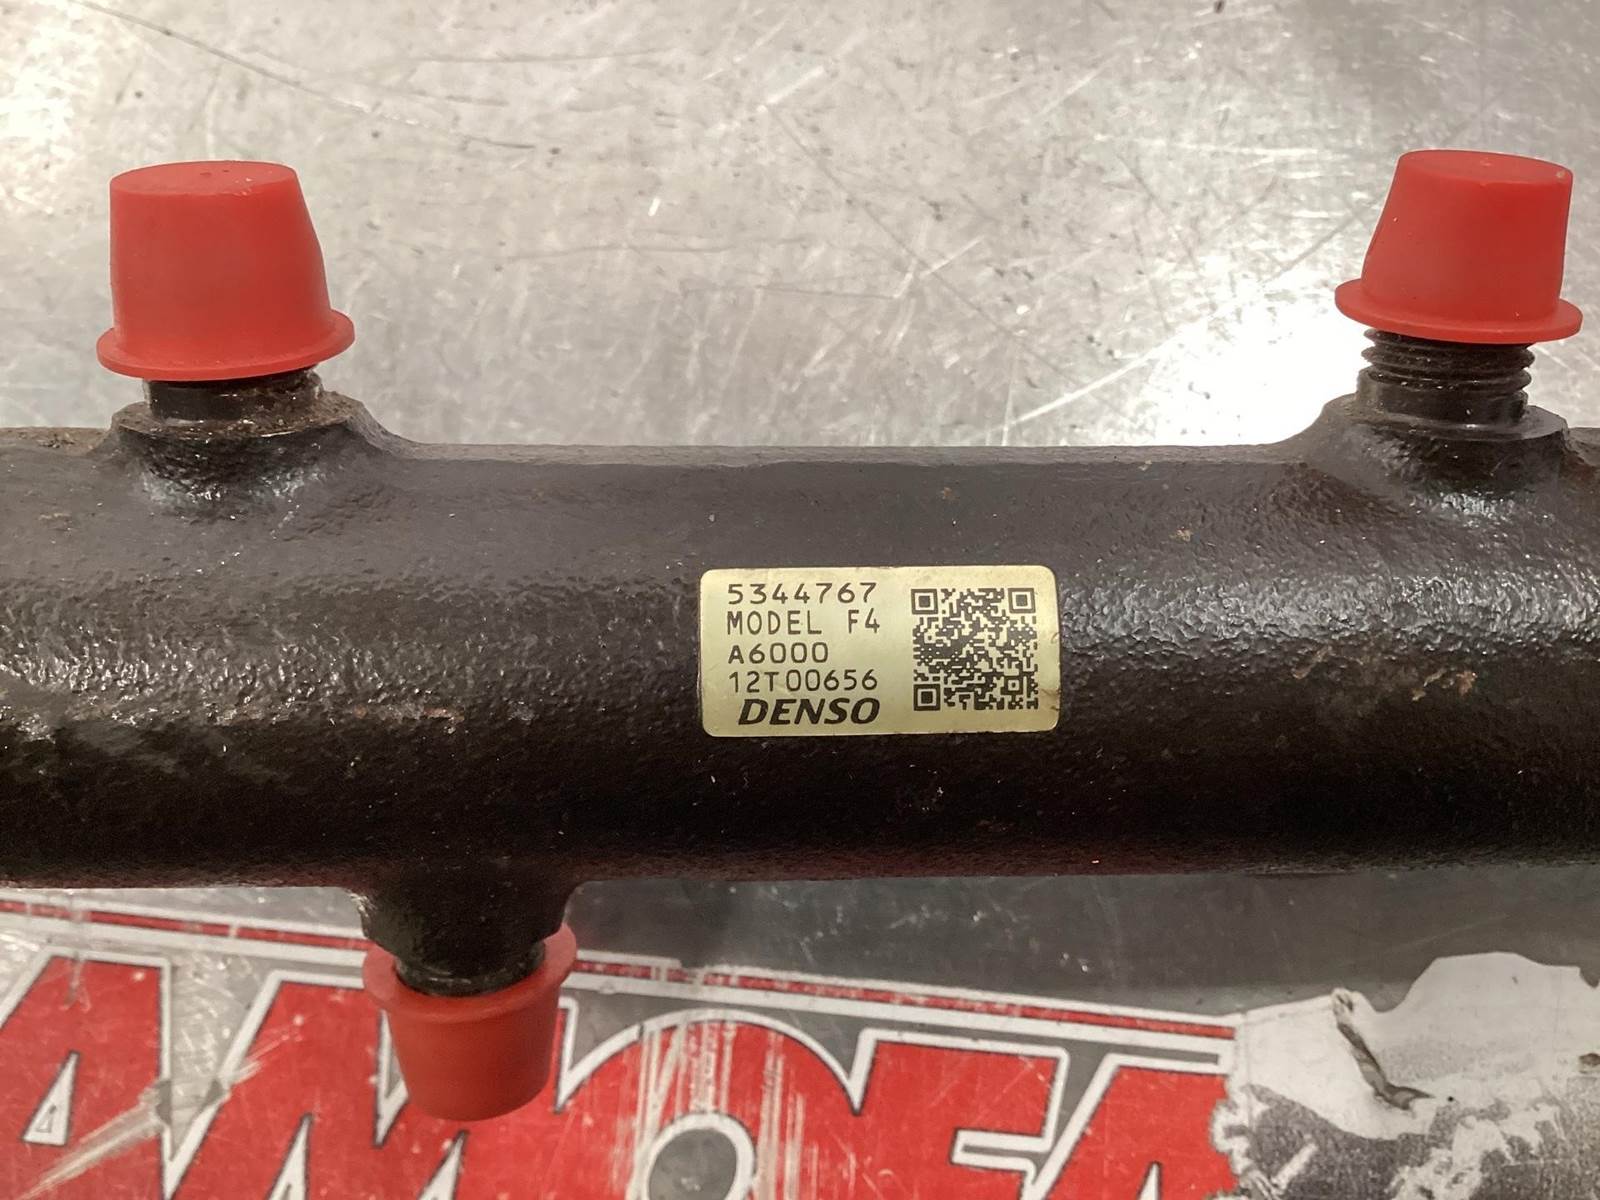 5344767
MODEL F4
A6000
12T00656
DENSO